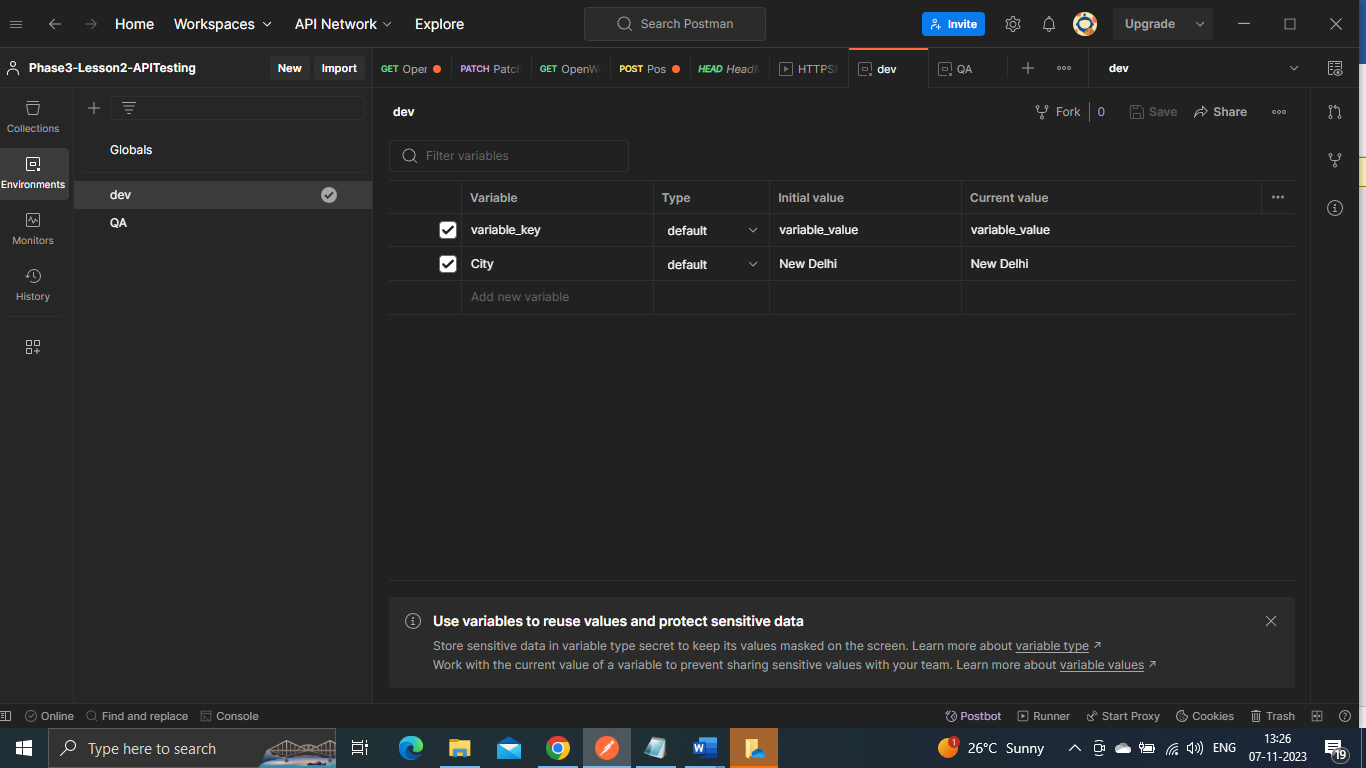 Home Workspaces API Network Explore Search Postman Invite Upgrade
Phase3-Lesson2-APITesting New Import GET Oper PATCH Patch GET OpenW POST Pos HEAD Head HTTPS dev QA dev
Collections
Environments
Monitors
History
Globals
dev
QA
dev Fork 0 Save Share
Filter variables
Variable Type Initial value Current value
variable_key default variable_value variable_value
City default New Delhi New Delhi
Add new variable
Use variables to reuse values and protect sensitive data
Store sensitive data in variable type secret to keep its values masked on the screen. Learn more about variable type ↗
Work with the current value of a variable to prevent sharing sensitive values with your team. Learn more about variable values ↗
Online Find and replace Console Postbot Runner Start Proxy Cookies Trash
Type here to search 1 26°C Sunny ENG 13:26
07-11-2023 19